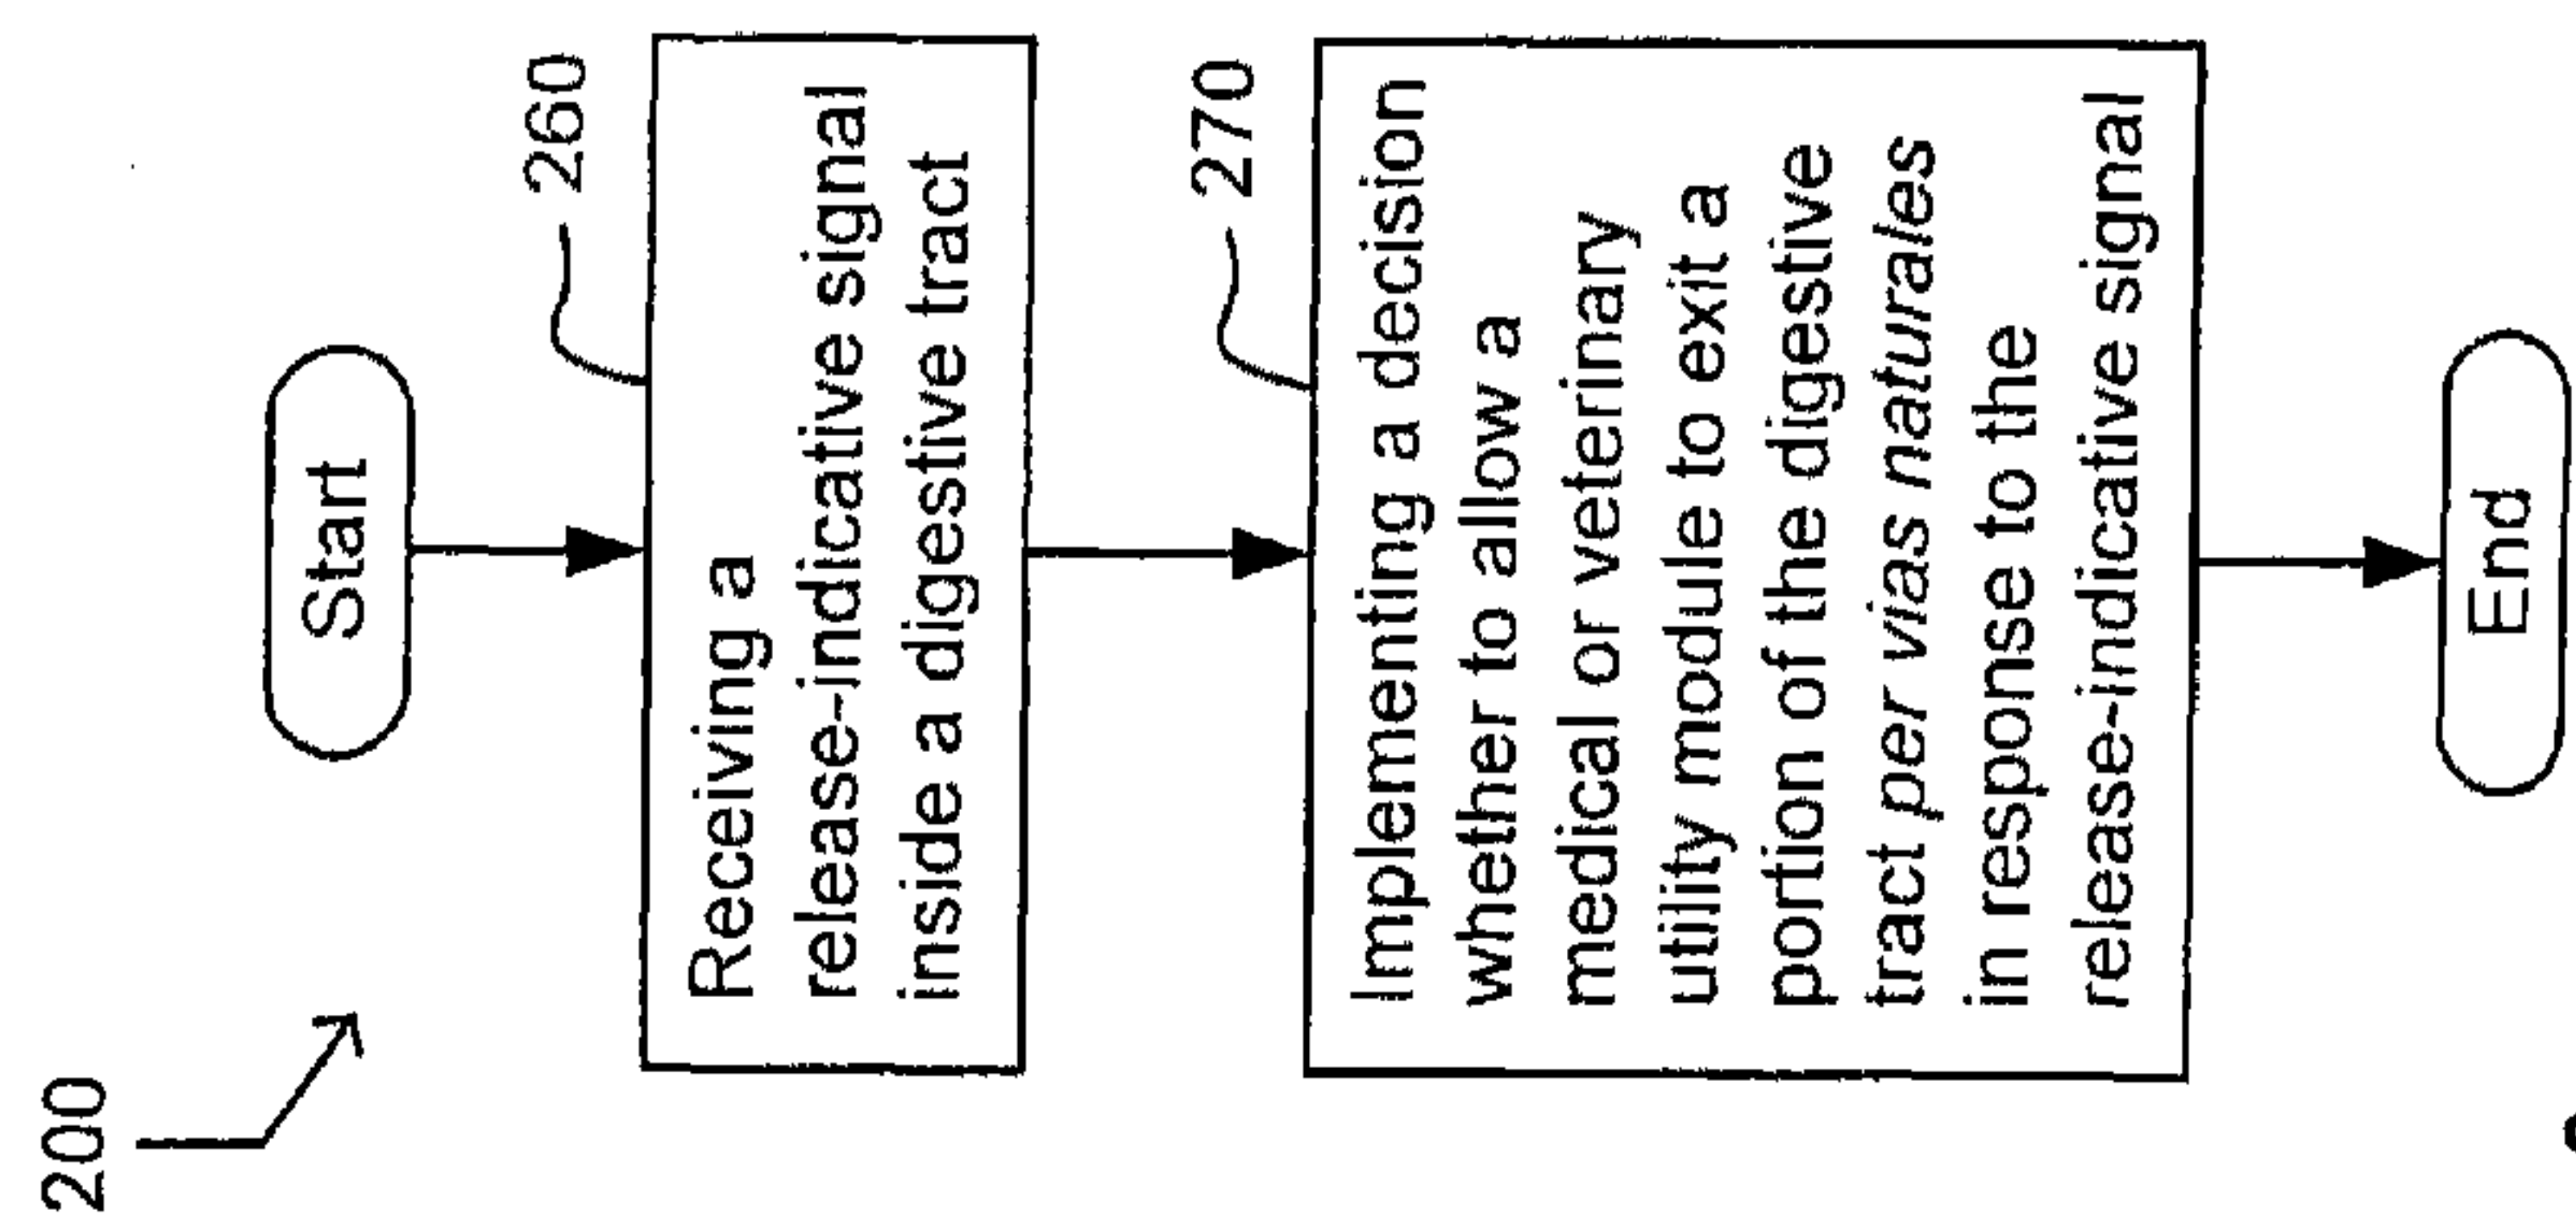 200
Start
260
Receiving a
release-indicative signal
inside a digestive tract
270
Implementing a decision
whether to allow a
medical or veterinary
utility module to exit a
portion of the digestive
tract per vias naturales
in response to the
release-indicative signal
End